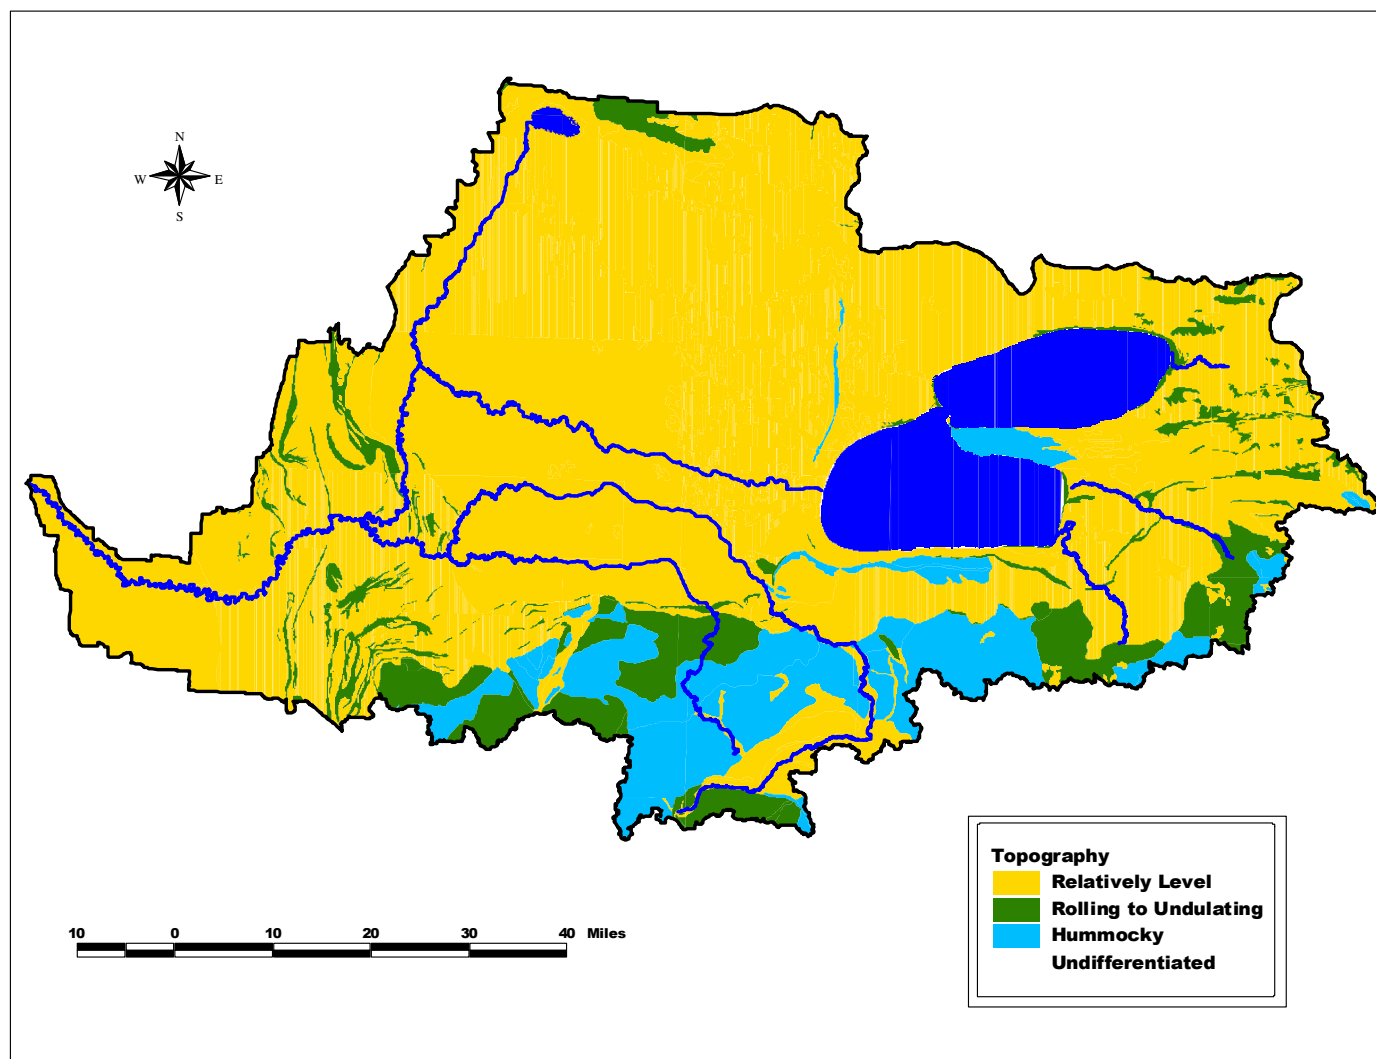 N
W E
S
Topography
Relatively Level
Rolling to Undulating
Hummocky
Undifferentiated
10 0 10 20 30 40 Miles